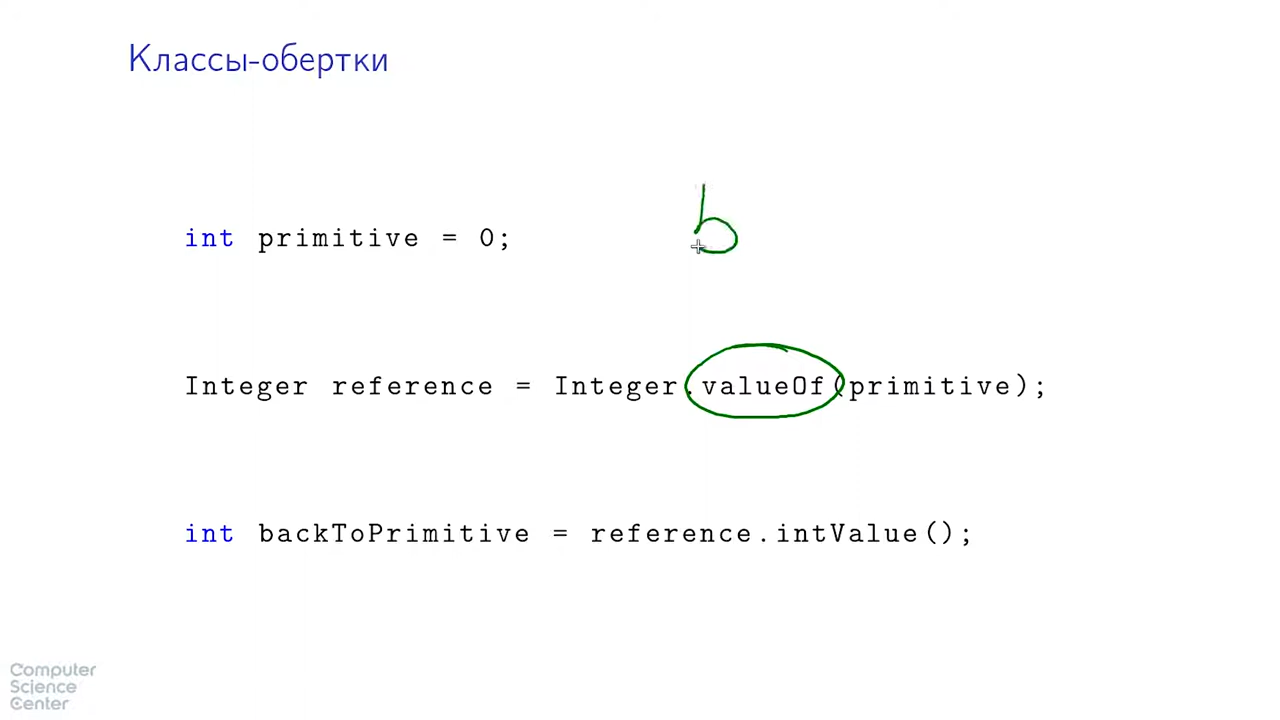 Классы-обертки
b
int primitive = 0;
Integer reference = Integer.valueOf(primitive);
int backToPrimitive = reference.intValue();
Computer
Science
Center